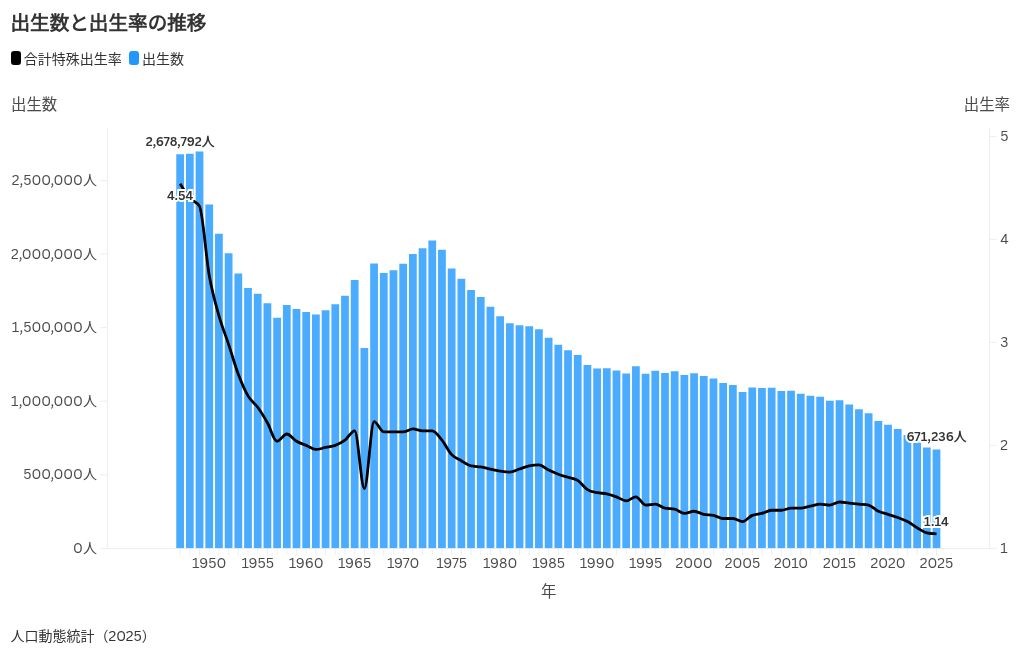 出生数と出生率の推移
合計特殊出生率 出生数
出生数 出生率
2,678,792人
4.54
671,236人
1.14
2,500,000人
2,000,000人
1,500,000人
1,000,000人
500,000人
0人
5
4
3
2
1
1950 1955 1960 1965 1970 1975 1980 1985 1990 1995 2000 2005 2010 2015 2020 2025
年
人口動態統計（2025）